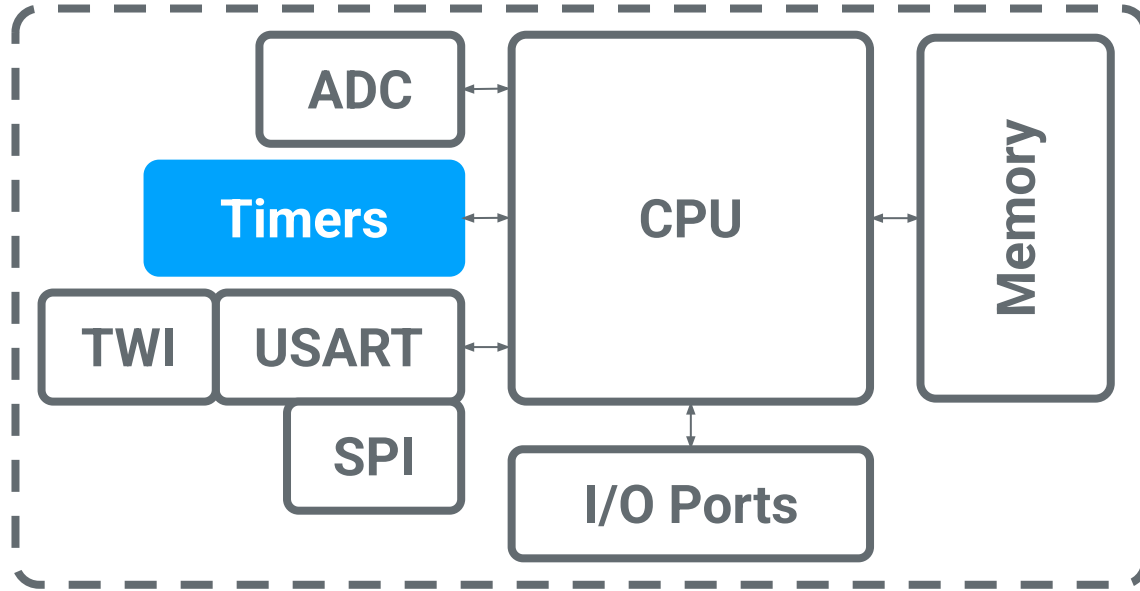 ADC
Timers
CPU
Memory
TWI
USART
SPI
I/O Ports